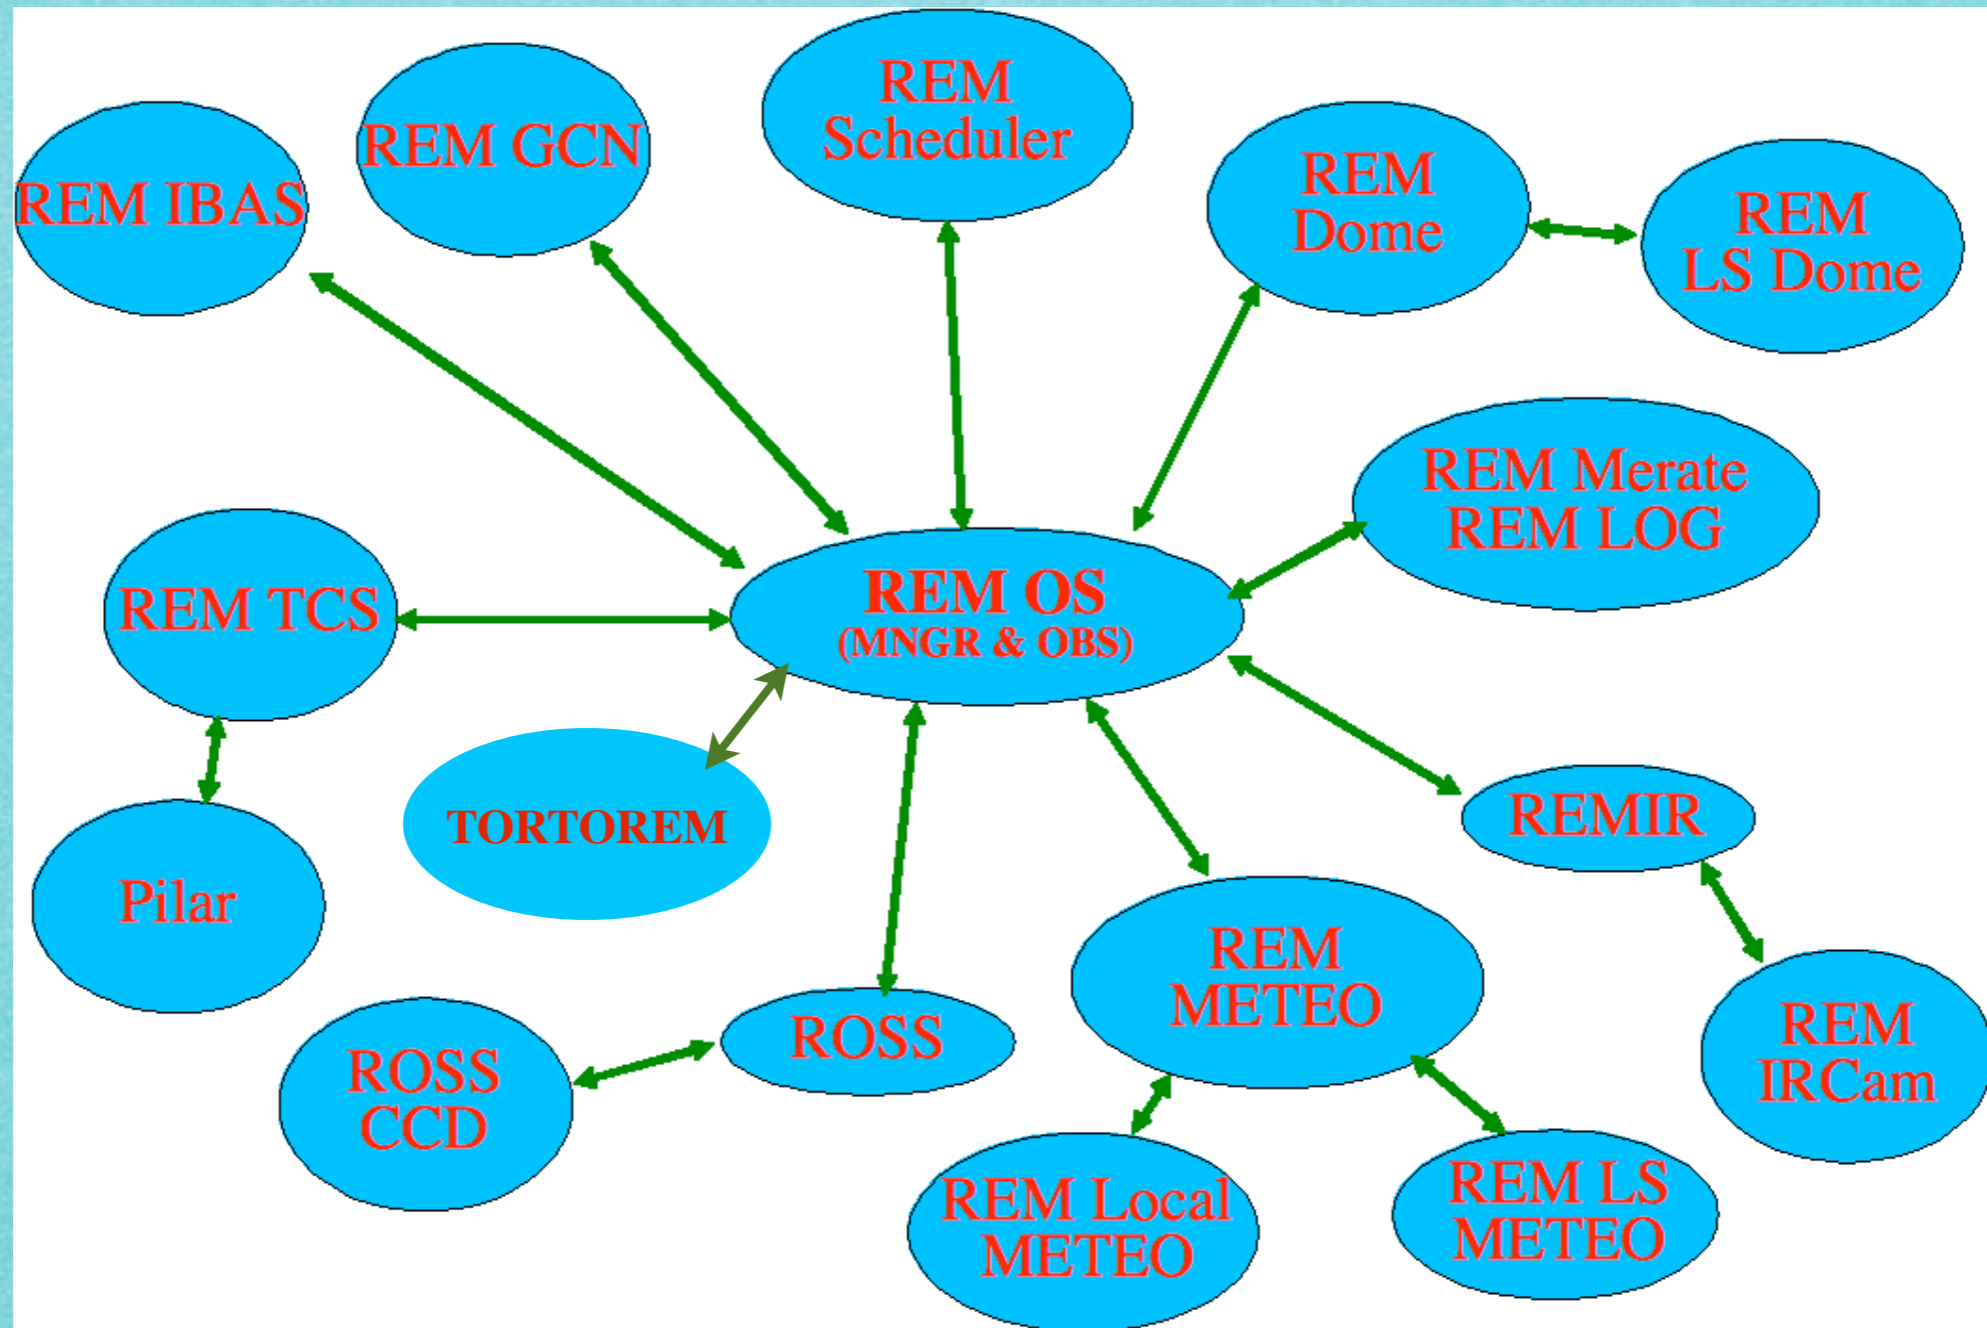 REM
Scheduler
REM GCN
REM IBAS
REM
Dome
REM
LS Dome
REM Merate
REM LOG
REM TCS
REM OS
(MNGR & OBS)
TORTOREM
REMIR
Pilar
REM
METEO
ROSS
ROSS
CCD
REM
IRCam
REM Local
METEO
REM LS
METEO